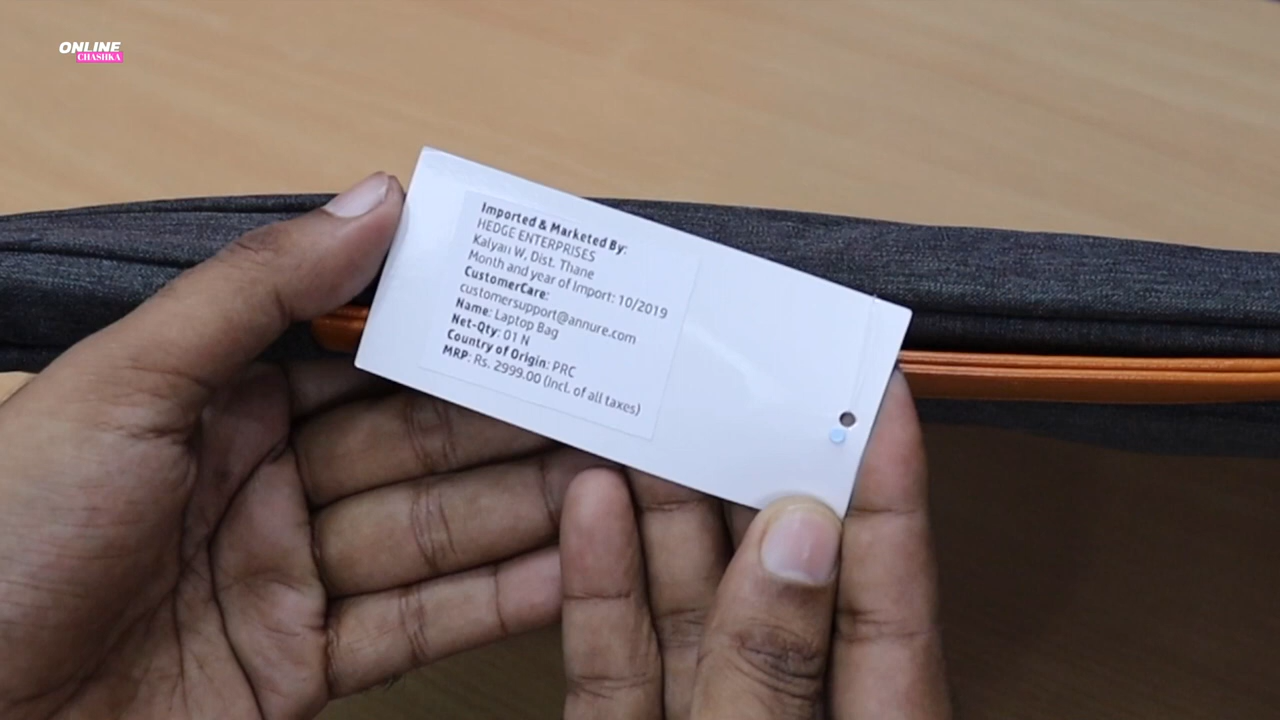 ONLINE
CHASHKA
Imported & Marketed By:
HEDGE ENTERPRISES
Kalyan W, Dist. Thane
Month and year of Import: 10/2019
CustomerCare:
customersupport@annure.com
Name: Laptop Bag
Net-Qty: 01 N
Country of Origin: PRC
MRP: Rs. 2999.00 (Incl. of all taxes)